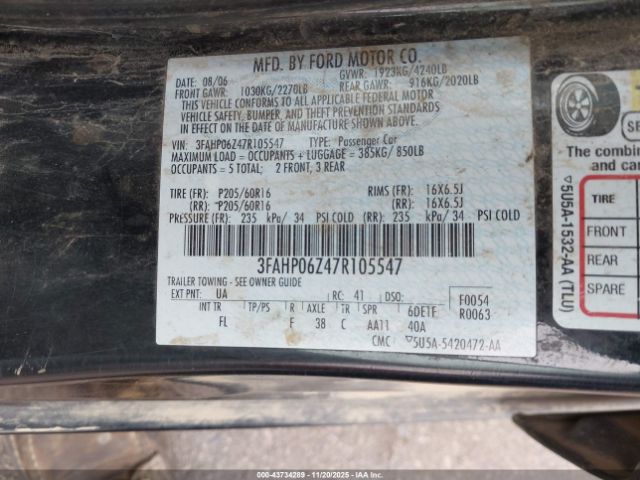 MFD. BY FORD MOTOR CO.
DATE: 08/06 GVWR: 1923KG/4240LB
FRONT GAWR: 1030KG/2270LB REAR GAWR: 916KG/2020LB
THIS VEHICLE CONFORMS TO ALL APPLICABLE FEDERAL MOTOR
VEHICLE SAFETY, BUMPER, AND THEFT PREVENTION STANDARDS
IN EFFECT ON THE DATE OF MANUFACTURE SHOWN ABOVE.
VIN: 3FAHP06Z47R105547 TYPE: Passenger Car
MAXIMUM LOAD = OCCUPANTS + LUGGAGE = 385KG/850LB
OCCUPANTS = 5 TOTAL; 2 FRONT, 3 REAR
TIRE (FR): P205/60R16 RIMS (FR): 16X6.5J
(RR): P205/60R16 (RR): 16X6.5J
PRESSURE (FR): 235 kPa/ 34 PSI COLD (RR): 235 kPa/ 34 PSI COLD
3FAHP06Z47R105547
TRAILER TOWING - SEE OWNER GUIDE
EXT PNT: UA RC: 41 DSO: F0054
INT TR TP/PS R AXLE TR SPR 6DE1F R0063
FL F 38 C AA11 40A
CMC ▽5U5A-5420472-AA
▽5U5A-1532-AA (TLU)
The combin
and car
TIRE
FRONT
REAR
SPARE
000-43734289 | 11/20/2025 | IAAI.COM